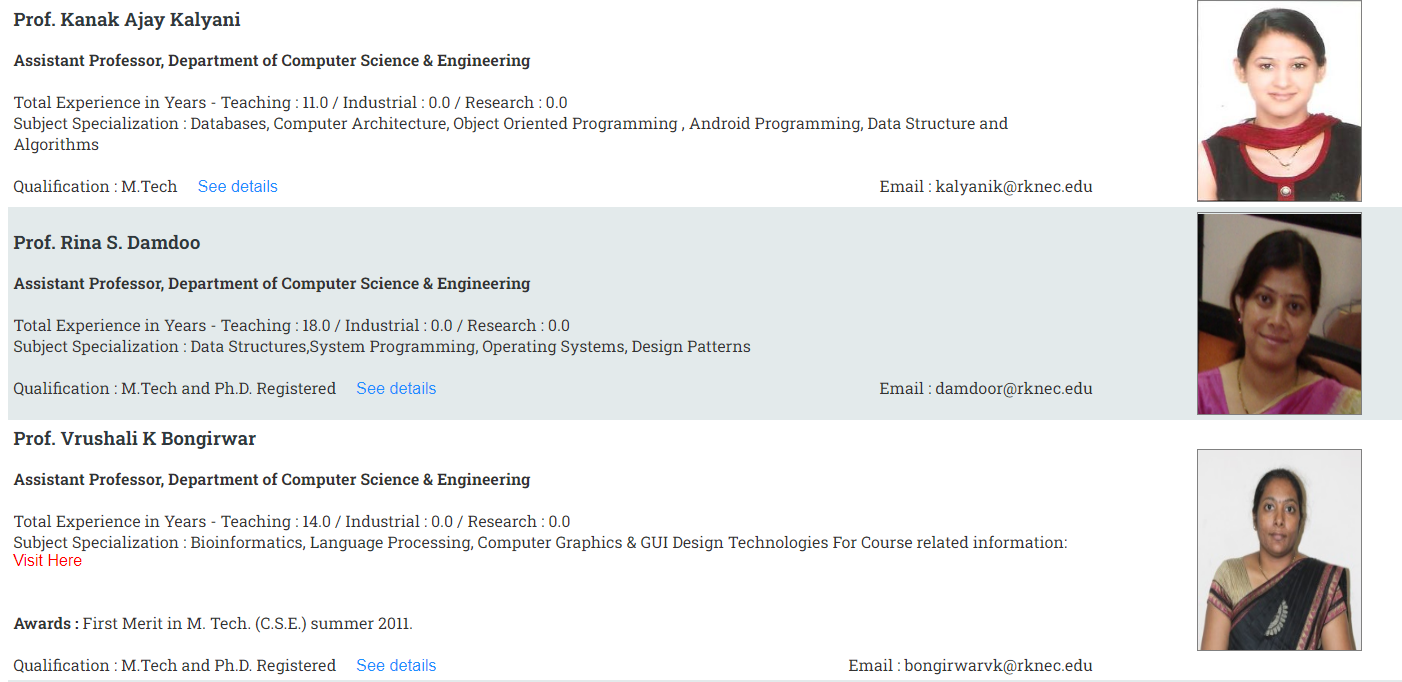 Prof. Kanak Ajay Kalyani
Assistant Professor, Department of Computer Science & Engineering
Total Experience in Years - Teaching : 11.0 / Industrial : 0.0 / Research : 0.0
Subject Specialization : Databases, Computer Architecture, Object Oriented Programming , Android Programming, Data Structure and
Algorithms
Qualification : M.Tech See details Email : kalyanik@rknec.edu
Prof. Rina S. Damdoo
Assistant Professor, Department of Computer Science & Engineering
Total Experience in Years - Teaching : 18.0 / Industrial : 0.0 / Research : 0.0
Subject Specialization : Data Structures,System Programming, Operating Systems, Design Patterns
Qualification : M.Tech and Ph.D. Registered See details Email : damdoor@rknec.edu
Prof. Vrushali K Bongirwar
Assistant Professor, Department of Computer Science & Engineering
Total Experience in Years - Teaching : 14.0 / Industrial : 0.0 / Research : 0.0
Subject Specialization : Bioinformatics, Language Processing, Computer Graphics & GUI Design Technologies For Course related information:
Visit Here
Awards : First Merit in M. Tech. (C.S.E.) summer 2011.
Qualification : M.Tech and Ph.D. Registered See details Email : bongirwarvk@rknec.edu